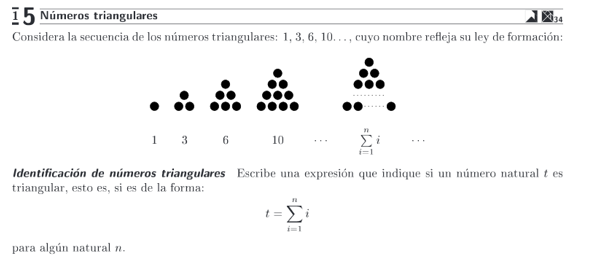 15 Números triangulares 34
Considera la secuencia de los números triangulares: 1, 3, 6, 10..., cuyo nombre refleja su ley de formación:
1 3 6 10 ··· ∑_{i=1}^{n} i ···
Identificación de números triangulares Escribe una expresión que indique si un número natural t es
triangular, esto es, si es de la forma:
t = ∑_{i=1}^{n} i
para algún natural n.